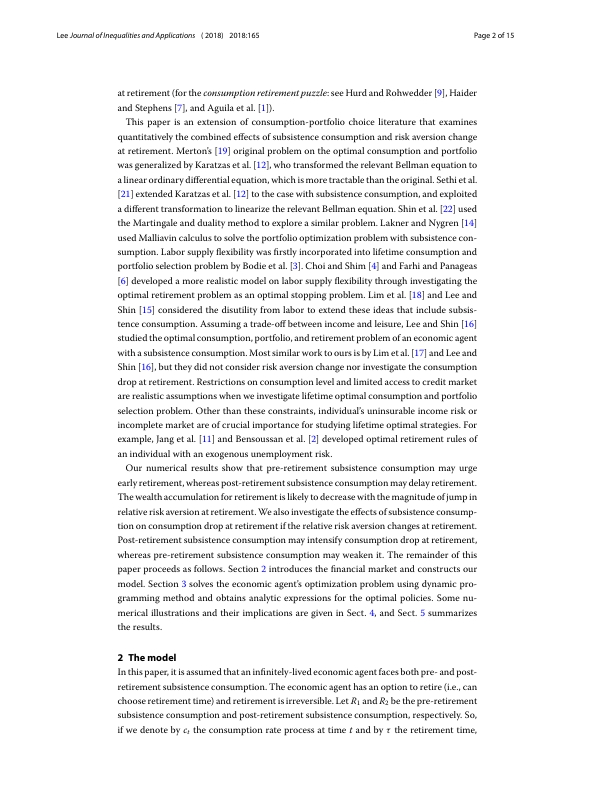 Lee Journal of Inequalities and Applications (2018) 2018:165 Page 2 of 15
at retirement (for the consumption retirement puzzle: see Hurd and Rohwedder [9], Haider
and Stephens [7], and Aguila et al. [1]).
This paper is an extension of consumption-portfolio choice literature that examines
quantitatively the combined effects of subsistence consumption and risk aversion change
at retirement. Merton's [19] original problem on the optimal consumption and portfolio
was generalized by Karatzas et al. [12], who transformed the relevant Bellman equation to
a linear ordinary differential equation, which is more tractable than the original. Sethi et al.
[21] extended Karatzas et al. [12] to the case with subsistence consumption, and exploited
a different transformation to linearize the relevant Bellman equation. Shin et al. [22] used
the Martingale and duality method to explore a similar problem. Lakner and Nygren [14]
used Malliavin calculus to solve the portfolio optimization problem with subsistence con-
sumption. Labor supply flexibility was firstly incorporated into lifetime consumption and
portfolio selection problem by Bodie et al. [3]. Choi and Shim [4] and Farhi and Panageas
[6] developed a more realistic model on labor supply flexibility through investigating the
optimal retirement problem as an optimal stopping problem. Lim et al. [18] and Lee and
Shin [15] considered the disutility from labor to extend these ideas that include subsis-
tence consumption. Assuming a trade-off between income and leisure, Lee and Shin [16]
studied the optimal consumption, portfolio, and retirement problem of an economic agent
with a subsistence consumption. Most similar work to ours is by Lim et al. [17] and Lee and
Shin [16], but they did not consider risk aversion change nor investigate the consumption
drop at retirement. Restrictions on consumption level and limited access to credit market
are realistic assumptions when we investigate lifetime optimal consumption and portfolio
selection problem. Other than these constraints, individual's uninsurable income risk or
incomplete market are of crucial importance for studying lifetime optimal strategies. For
example, Jang et al. [11] and Bensoussan et al. [2] developed optimal retirement rules of
an individual with an exogenous unemployment risk.
Our numerical results show that pre-retirement subsistence consumption may urge
early retirement, whereas post-retirement subsistence consumption may delay retirement.
The wealth accumulation for retirement is likely to decrease with the magnitude of jump in
relative risk aversion at retirement. We also investigate the effects of subsistence consump-
tion on consumption drop at retirement if the relative risk aversion changes at retirement.
Post-retirement subsistence consumption may intensify consumption drop at retirement,
whereas pre-retirement subsistence consumption may weaken it. The remainder of this
paper proceeds as follows. Section 2 introduces the financial market and constructs our
model. Section 3 solves the economic agent's optimization problem using dynamic pro-
gramming method and obtains analytic expressions for the optimal policies. Some nu-
merical illustrations and their implications are given in Sect. 4, and Sect. 5 summarizes
the results.
2 The model
In this paper, it is assumed that an infinitely-lived economic agent faces both pre- and post-
retirement subsistence consumption. The economic agent has an option to retire (i.e., can
choose retirement time) and retirement is irreversible. Let R1 and R2 be the pre-retirement
subsistence consumption and post-retirement subsistence consumption, respectively. So,
if we denote by ct the consumption rate process at time t and by τ the retirement time,